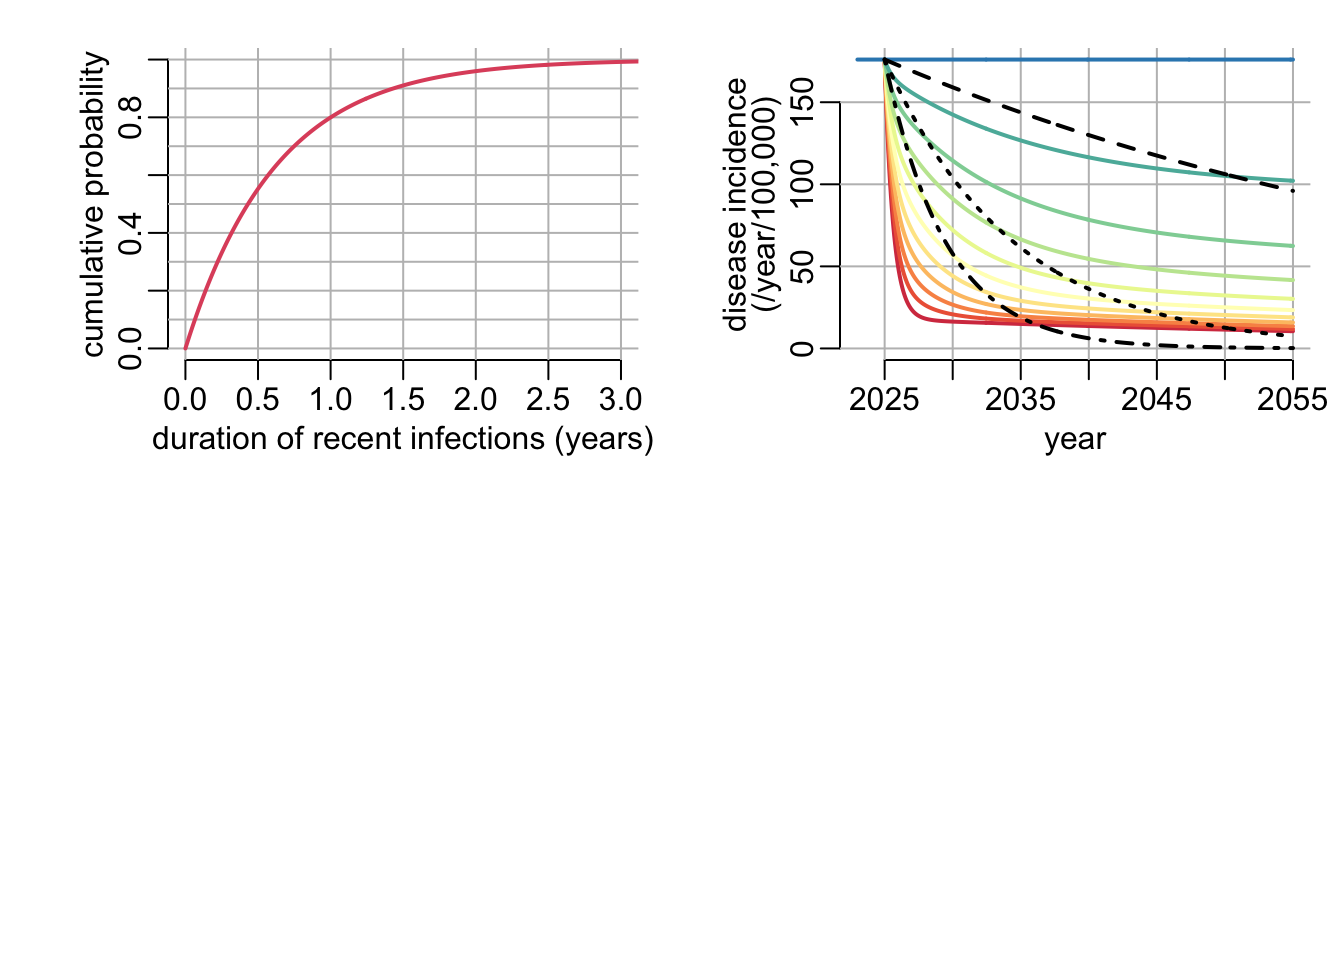 cumulative probability
0.0 0.4 0.8
0.0 0.5 1.0 1.5 2.0 2.5 3.0
duration of recent infections (years)
disease incidence
(/year/100,000)
0 50 100 150
2025 2035 2045 2055
year